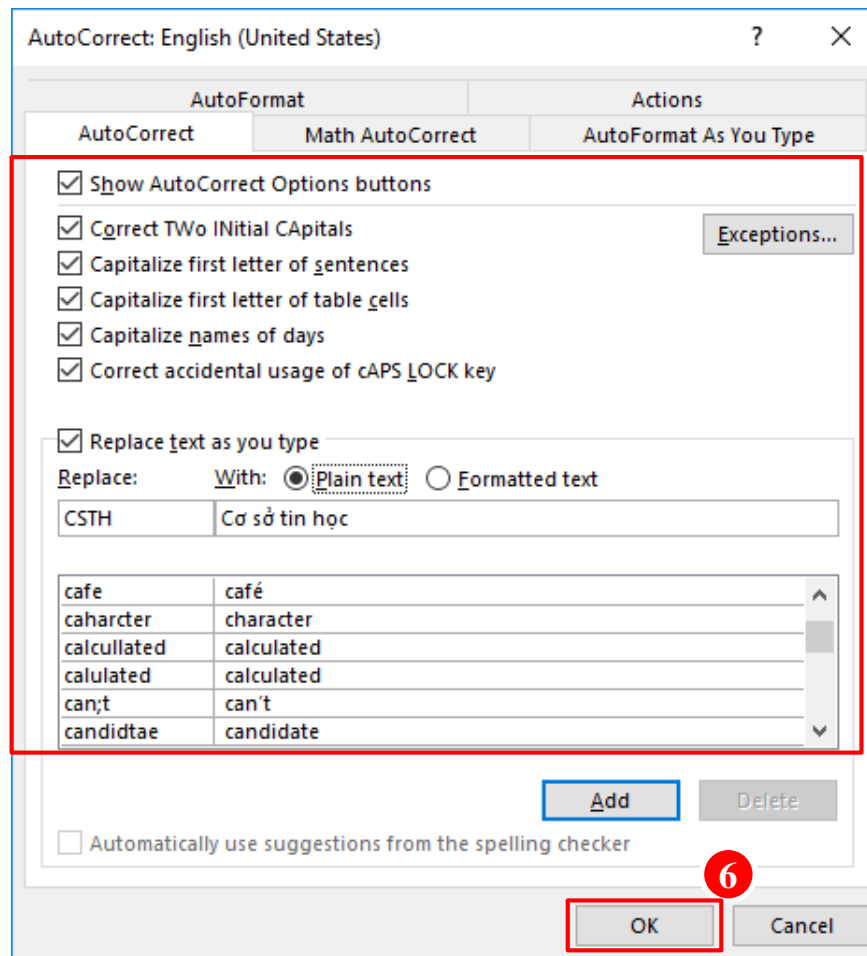 AutoCorrect: English (United States) ?
AutoFormat Actions
AutoCorrect Math AutoCorrect AutoFormat As You Type
Show AutoCorrect Options buttons
Correct TWo INitial CApitals Exceptions...
Capitalize first letter of sentences
Capitalize first letter of table cells
Capitalize names of days
Correct accidental usage of cAPS LOCK key
Replace text as you type
Replace: With: Plain text Formatted text
CSTH Cơ sở tin học
cafe café
caharcter character
calcullated calculated
calulated calculated
can;t can't
candidtae candidate
Add Delete
Automatically use suggestions from the spelling checker
6
OK Cancel